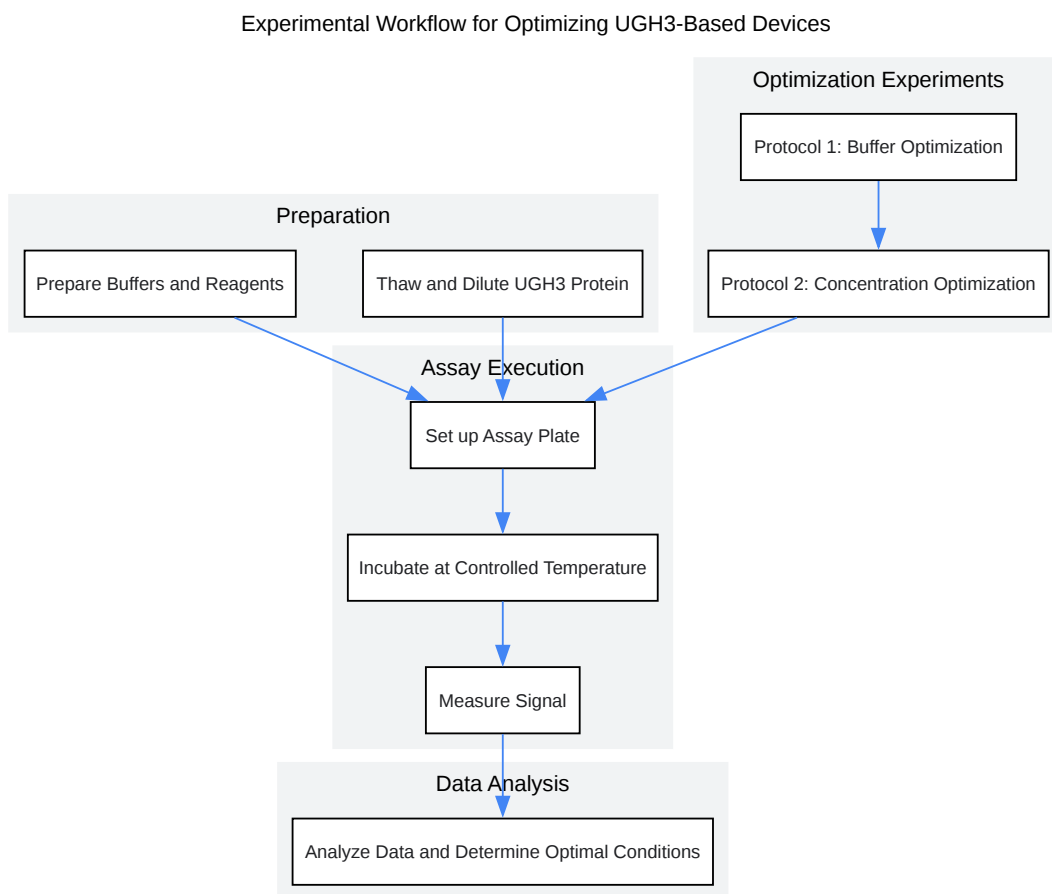 Experimental Workflow for Optimizing UGH3-Based Devices
Optimization Experiments
Protocol 1: Buffer Optimization
Preparation
Prepare Buffers and Reagents
Thaw and Dilute UGH3 Protein
Protocol 2: Concentration Optimization
Assay Execution
Set up Assay Plate
Incubate at Controlled Temperature
Measure Signal
Data Analysis
Analyze Data and Determine Optimal Conditions